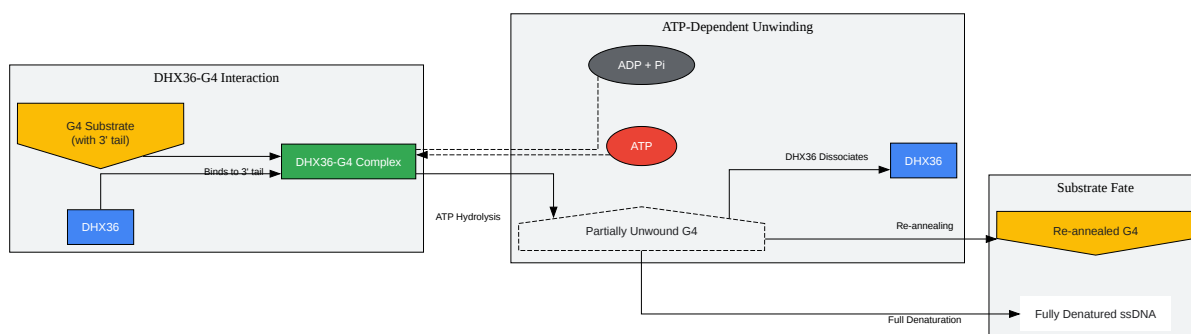 ATP-Dependent Unwinding
ADP + Pi
DHX36-G4 Interaction
G4 Substrate
(with 3' tail)
ATP
DHX36-G4 Complex
DHX36 Dissociates
DHX36
Binds to 3' tail
DHX36
ATP Hydrolysis
Partially Unwound G4
Re-annealing
Substrate Fate
Re-annealed G4
Full Denaturation
Fully Denatured ssDNA